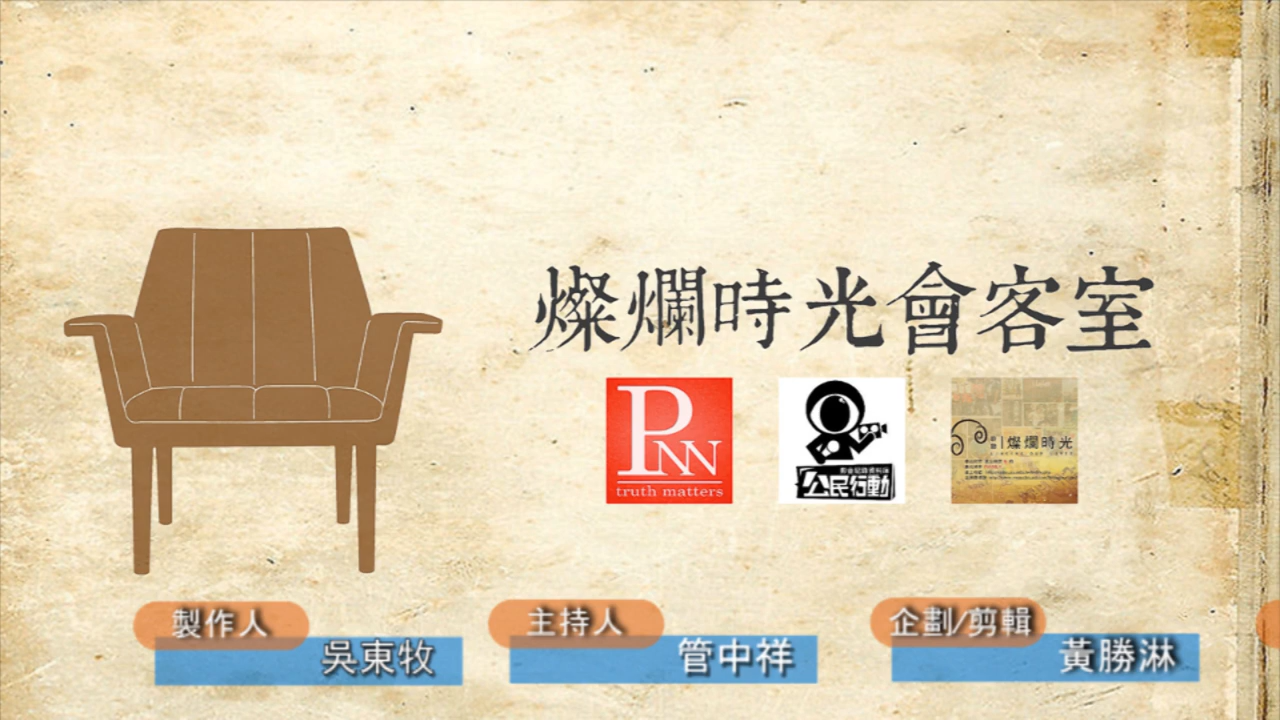 燦爛時光會客室
PNN
truth matters
公民行動
燦爛時光
製作人
吳東牧
主持人
管中祥
企劃/剪輯
黃勝淋